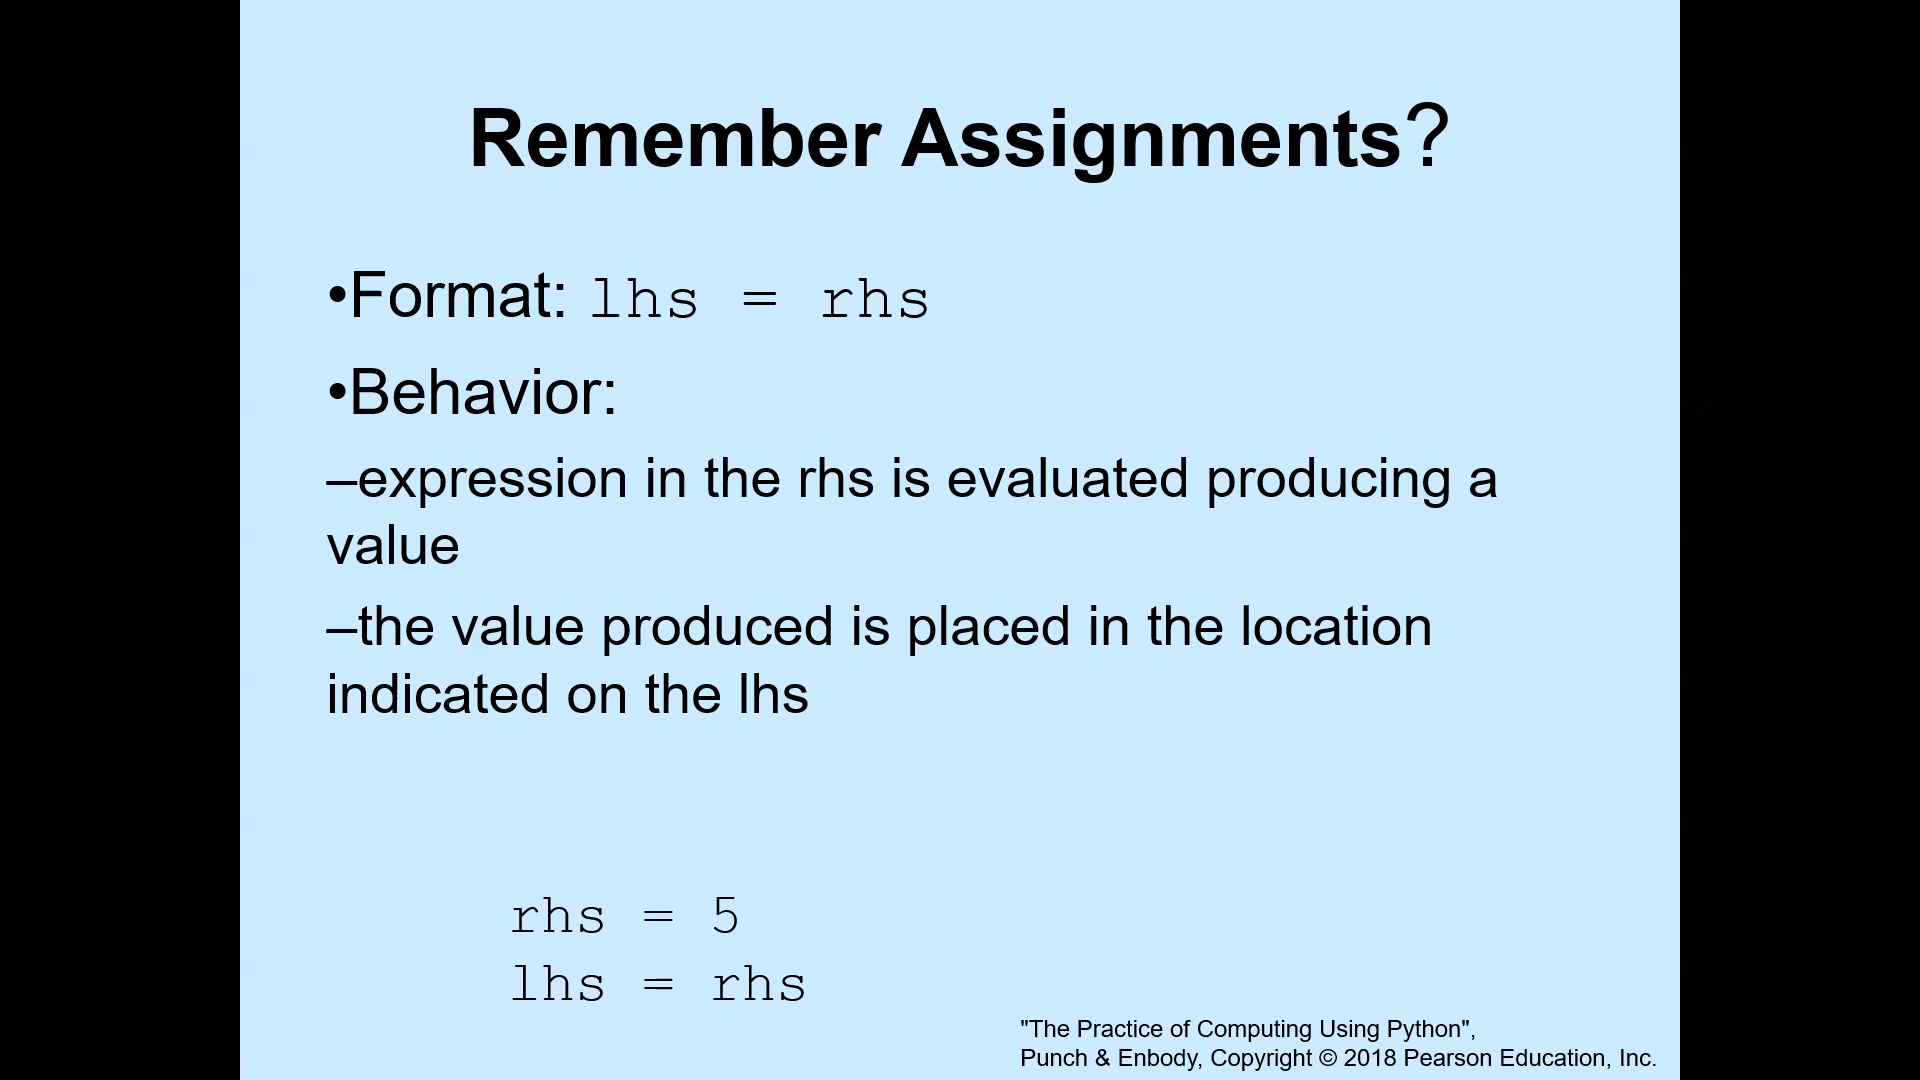 Remember Assignments?
•Format: lhs = rhs
•Behavior:
–expression in the rhs is evaluated producing a
value
–the value produced is placed in the location
indicated on the lhs
rhs = 5
lhs = rhs
"The Practice of Computing Using Python",
Punch & Enbody, Copyright © 2018 Pearson Education, Inc.